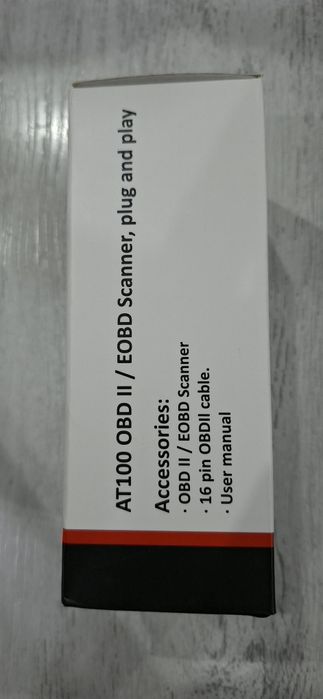 AT100 OBD II / EOBD Scanner, plug and play
Accessories:
· OBD II / EOBD Scanner
· 16 pin OBDII cable.
· User manual